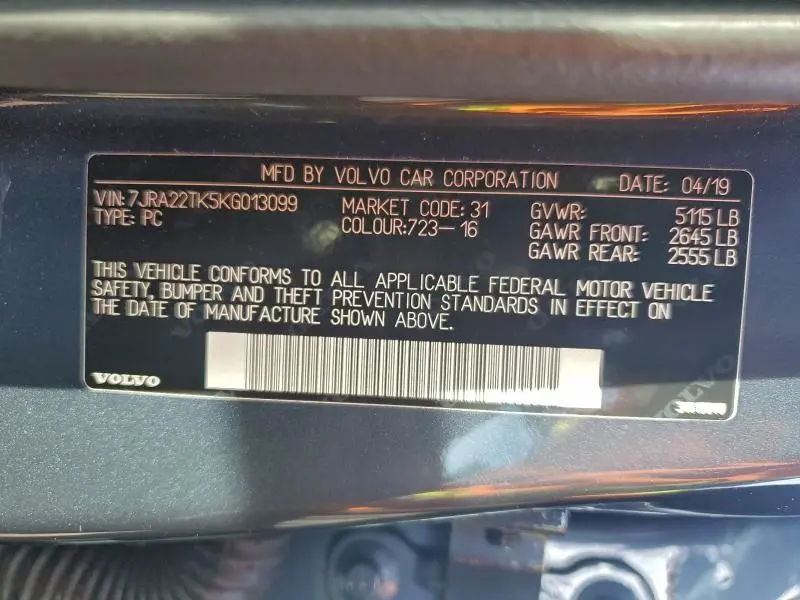 MFD BY VOLVO CAR CORPORATION DATE: 04/19
VIN: 7JRA22TK5KG013099 MARKET CODE: 31 GVWR: 5115 LB
TYPE: PC COLOUR:723-16 GAWR FRONT: 2645 LB
GAWR REAR: 2555 LB
THIS VEHICLE CONFORMS TO ALL APPLICABLE FEDERAL MOTOR VEHICLE
SAFETY, BUMPER AND THEFT PREVENTION STANDARDS IN EFFECT ON
THE DATE OF MANUFACTURE SHOWN ABOVE.
VOLVO
VOLVO